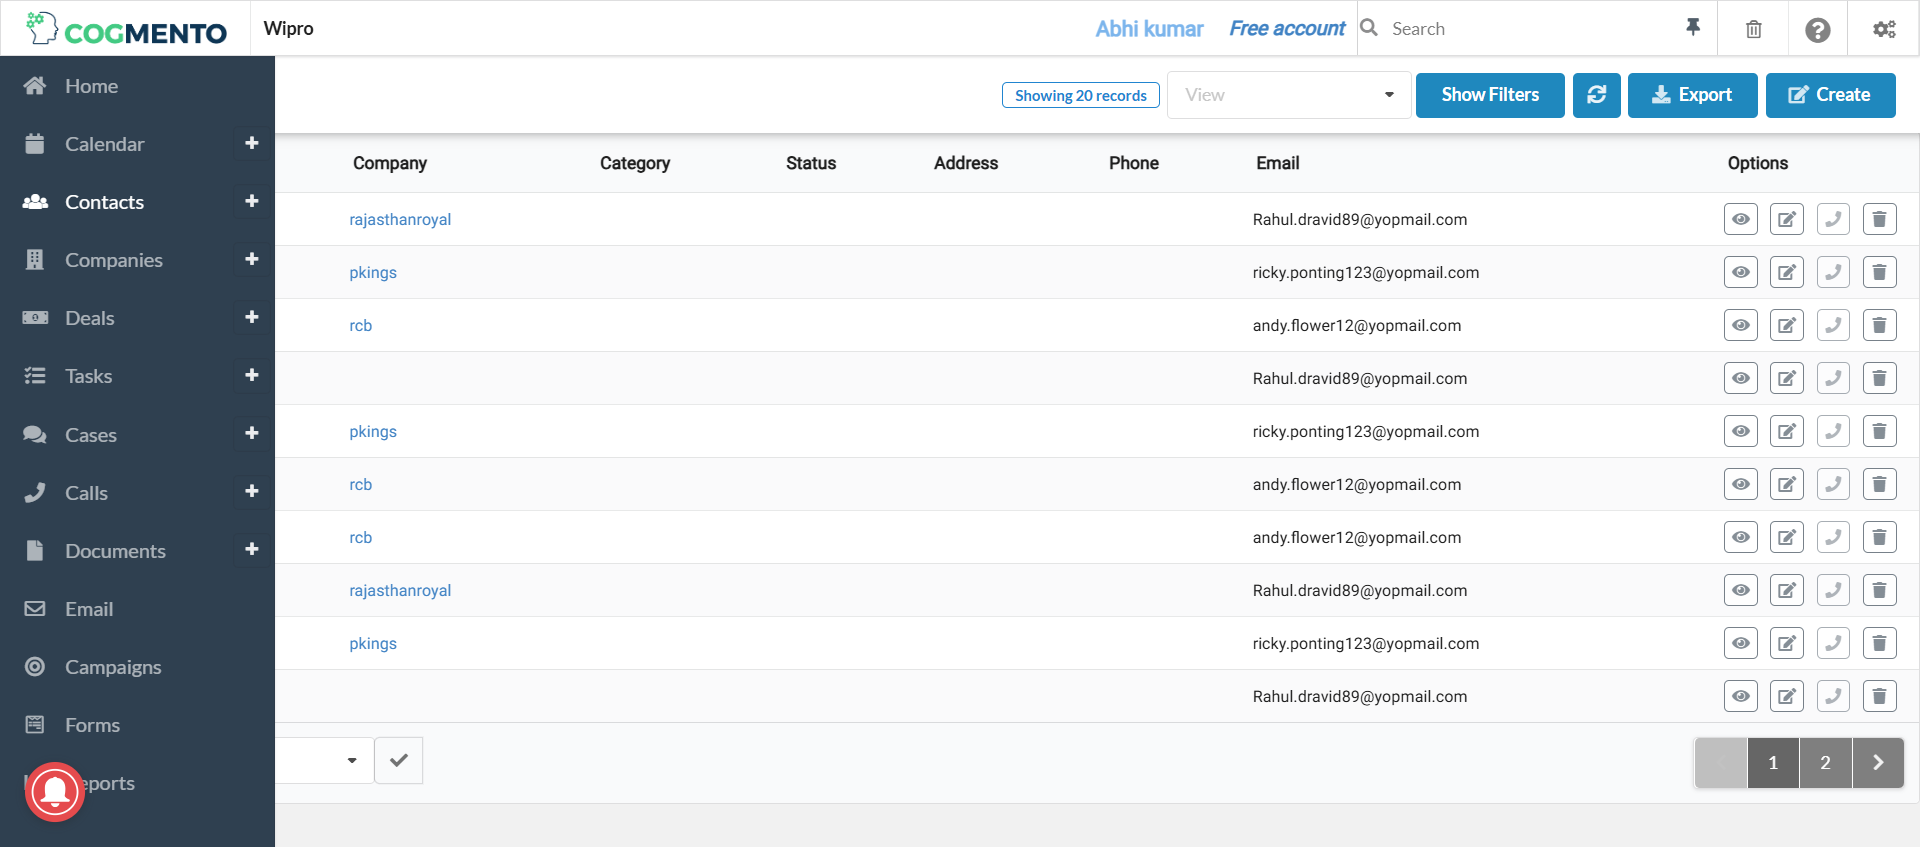 COGMENTO Wipro Abhi kumar Free account Search
Home
Calendar
Contacts
Companies
Deals
Tasks
Cases
Calls
Documents
Email
Campaigns
Forms
eports
Showing 20 records View Show Filters Export Create
Company Category Status Address Phone Email Options
rajasthanroyal Rahul.dravid89@yopmail.com
pkings ricky.ponting123@yopmail.com
rcb andy.flower12@yopmail.com
Rahul.dravid89@yopmail.com
pkings ricky.ponting123@yopmail.com
rcb andy.flower12@yopmail.com
rcb andy.flower12@yopmail.com
rajasthanroyal Rahul.dravid89@yopmail.com
pkings ricky.ponting123@yopmail.com
Rahul.dravid89@yopmail.com
1 2